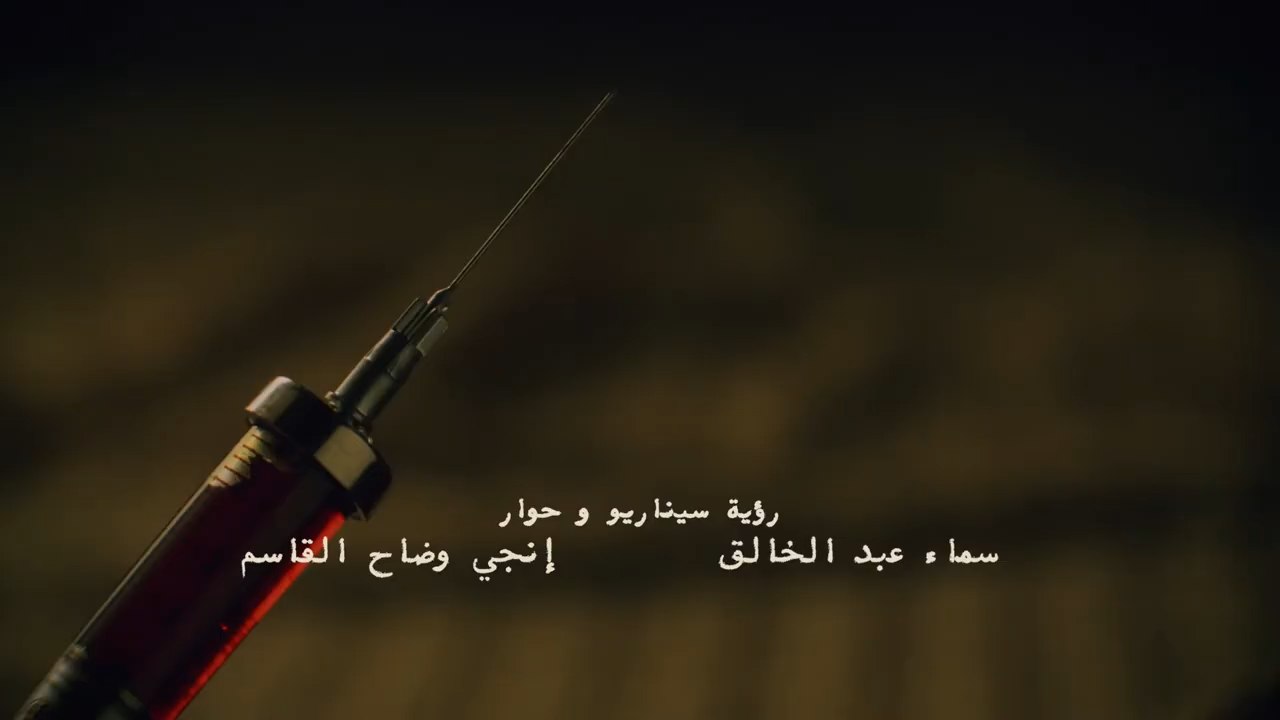 رؤية سيناريو و حوار
سماء عبد الخالق إنجي وضاح القاسم